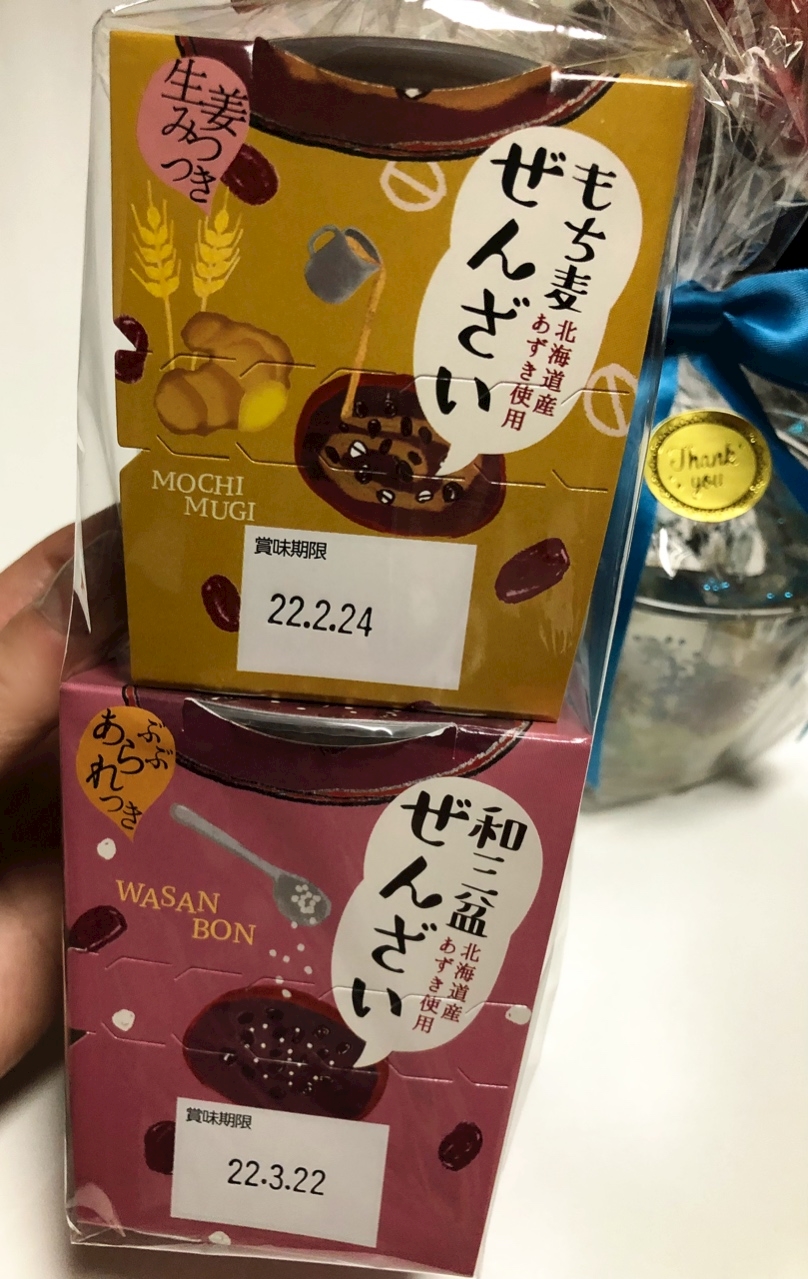 生姜
みつ
つき
もち麦
ぜんざい
北海道産
あずき使用
MOCHI
MUGI
賞味期限
22.2.24
Thank
you
ぶぶ
あられ
つき
和三盆
ぜんざい
北海道産
あずき使用
WASAN
BON
賞味期限
22.3.22